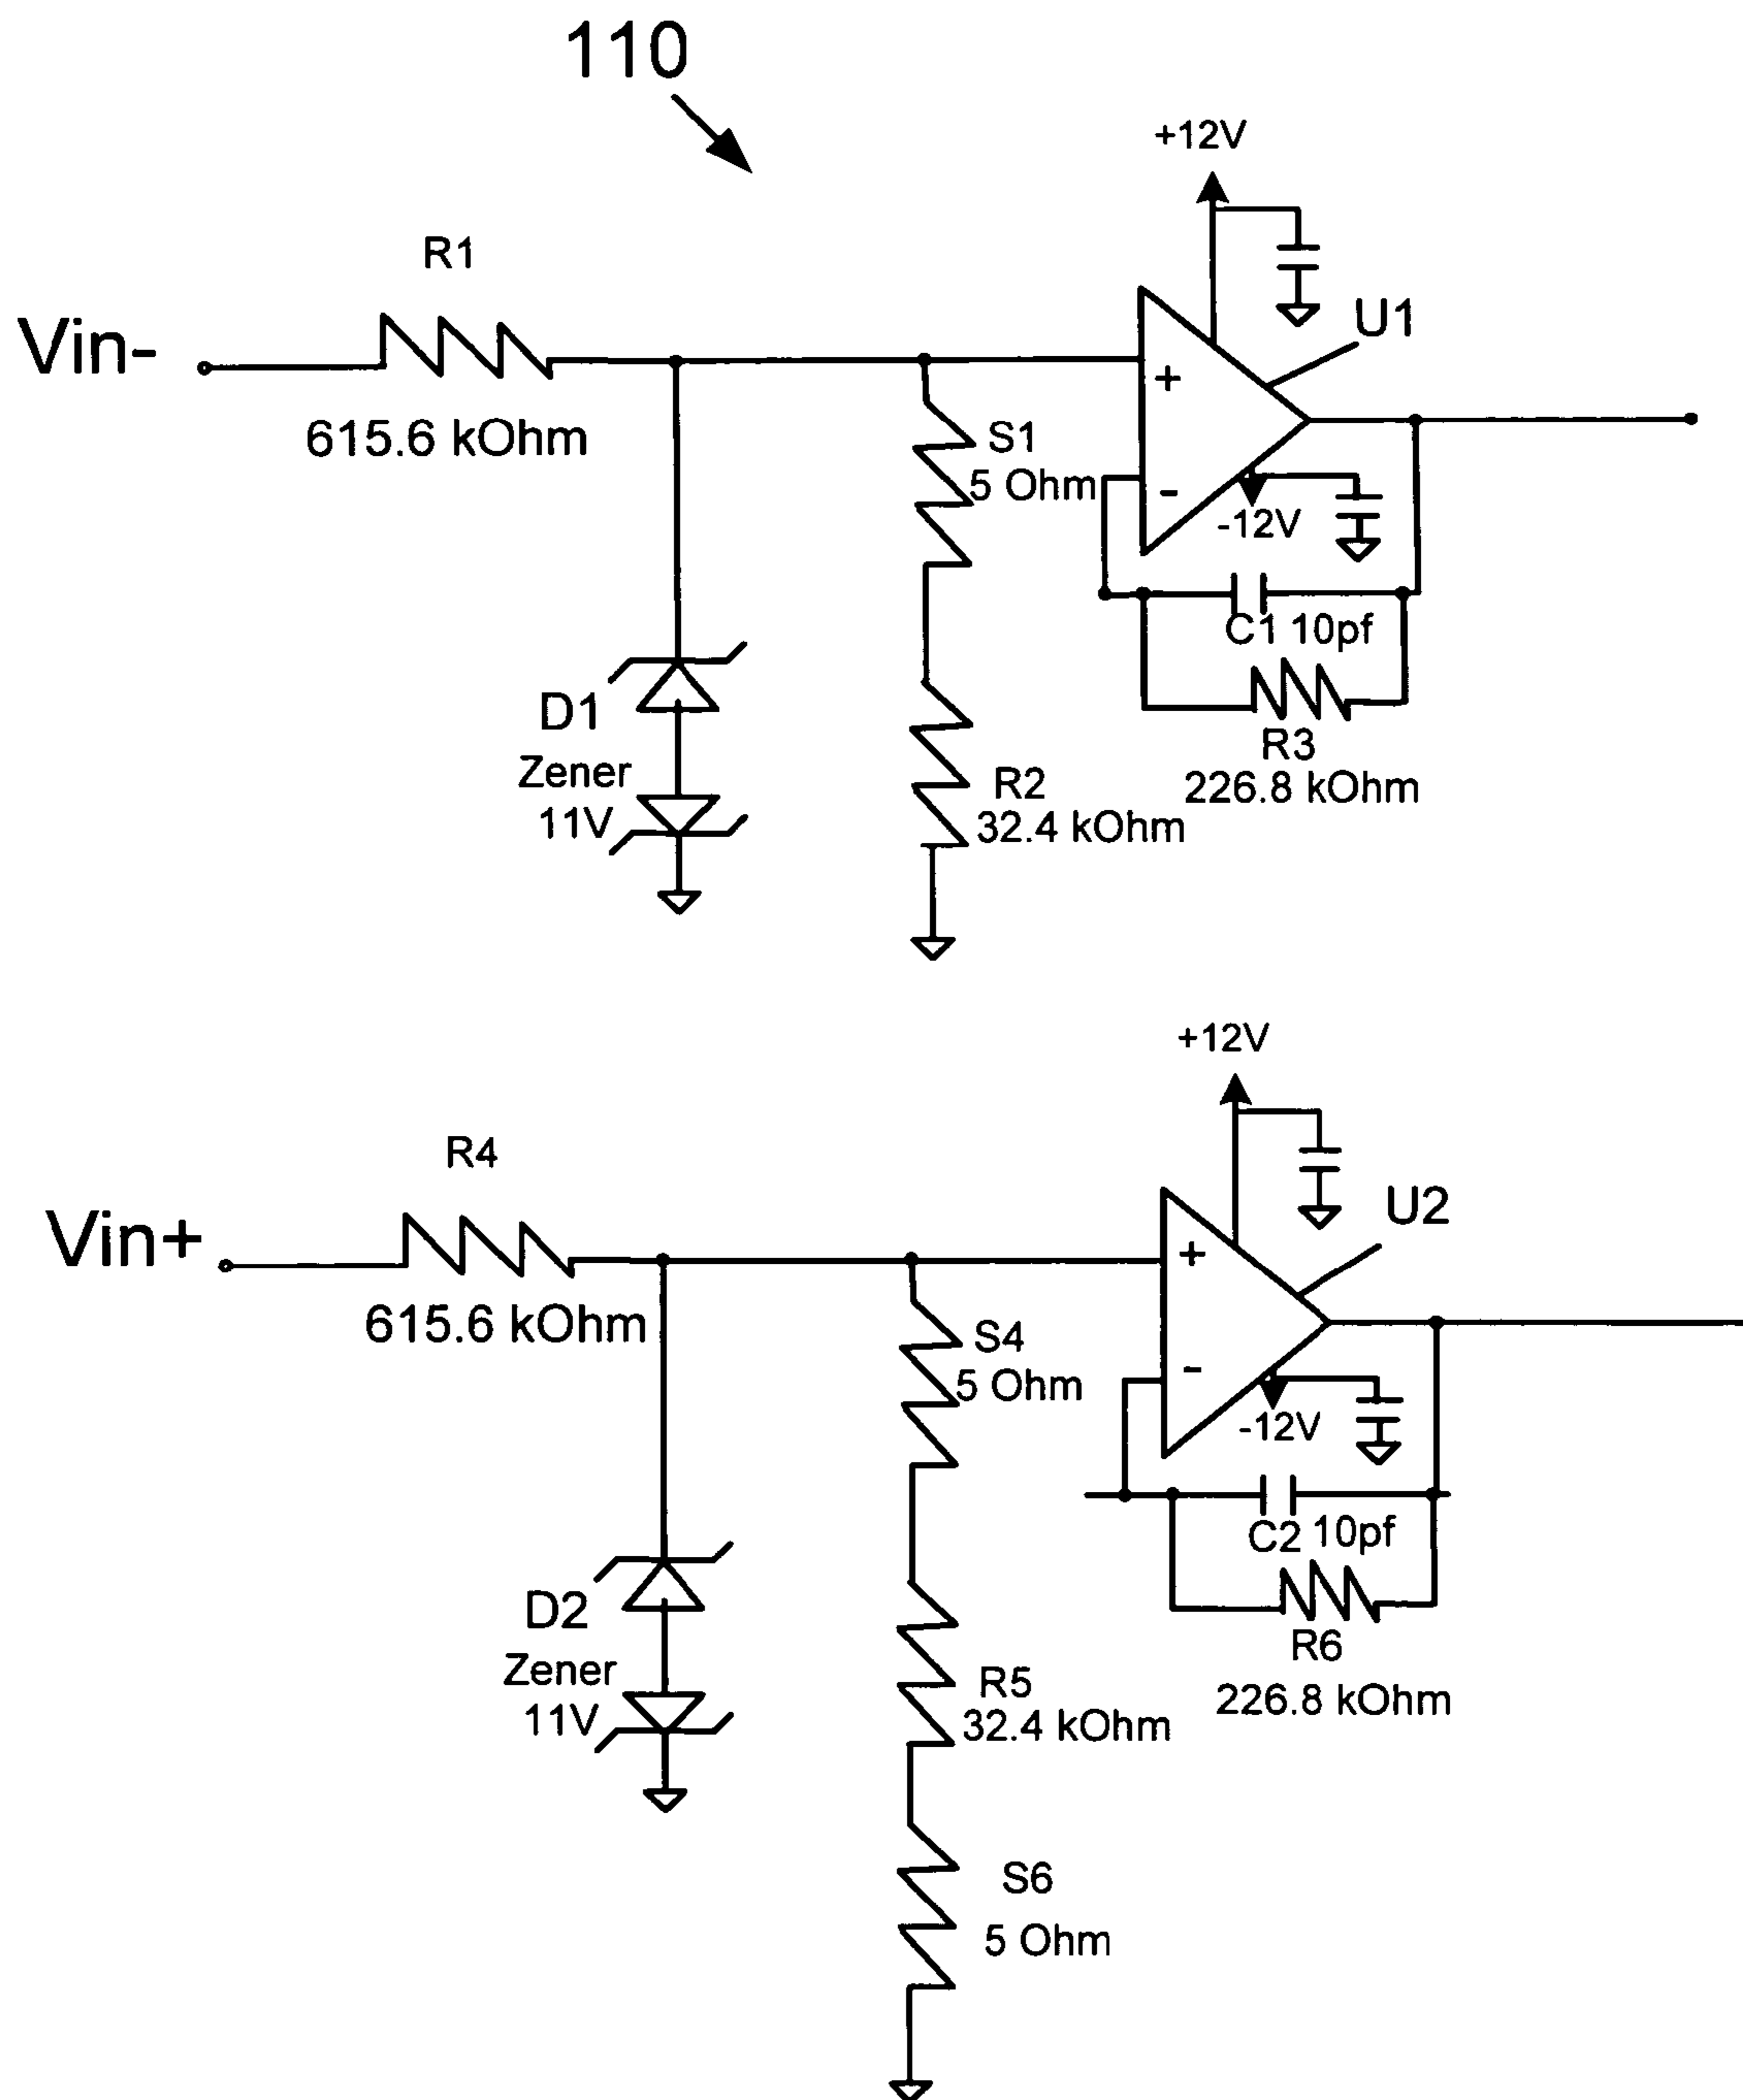 110
+12V
R1
U1
Vin-
+
615.6 kOhm
S1
5 Ohm
-
-12V
C1 10pf
D1
Zener
11V
R3
226.8 kOhm
R2
32.4 kOhm
+12V
R4
U2
Vin+
+
615.6 kOhm
S4
5 Ohm
-
-12V
C2 10pf
D2
Zener
11V
R6
226.8 kOhm
R5
32.4 kOhm
S6
5 Ohm